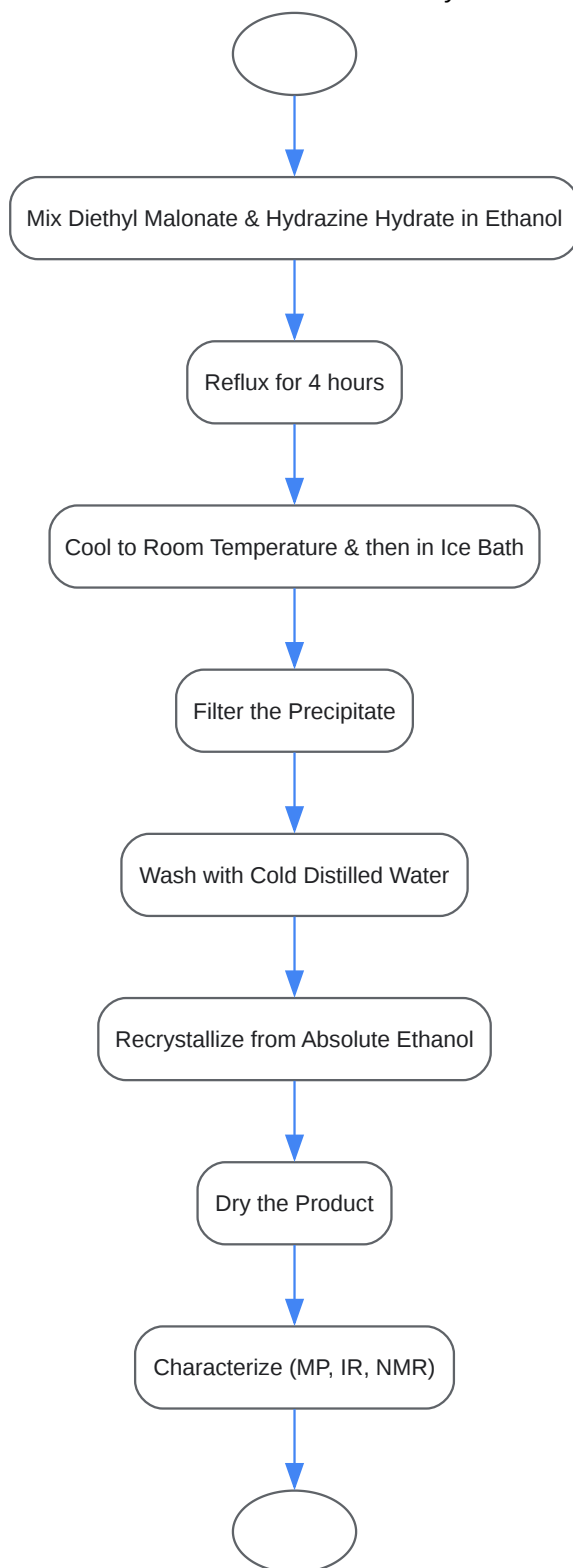 Mix Diethyl Malonate & Hydrazine Hydrate in Ethanol
Reflux for 4 hours
Cool to Room Temperature & then in Ice Bath
Filter the Precipitate
Wash with Cold Distilled Water
Recrystallize from Absolute Ethanol
Dry the Product
Characterize (MP, IR, NMR)